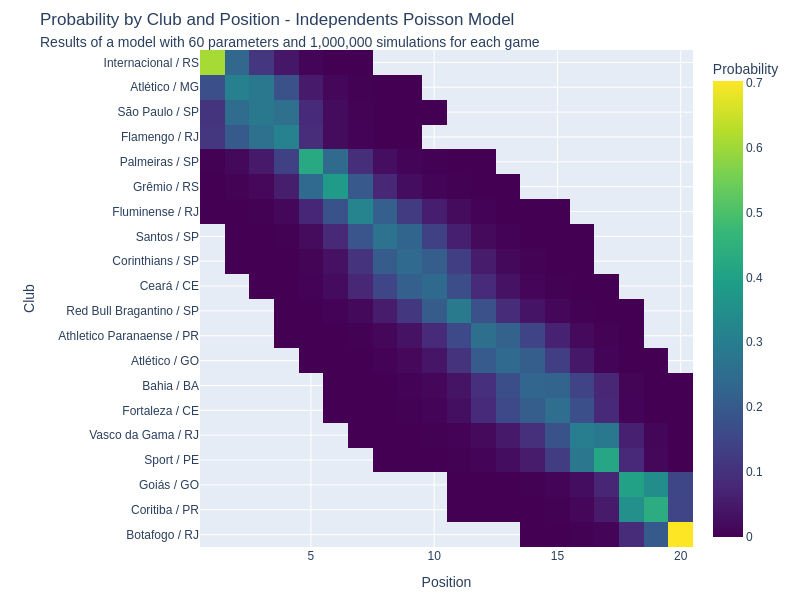 Probability by Club and Position - Independents Poisson Model
Results of a model with 60 parameters and 1,000,000 simulations for each game
Probability
Club
Internacional / RS
Atlético / MG
São Paulo / SP
Flamengo / RJ
Palmeiras / SP
Grêmio / RS
Fluminense / RJ
Santos / SP
Corinthians / SP
Ceará / CE
Red Bull Bragantino / SP
Athletico Paranaense / PR
Atlético / GO
Bahia / BA
Fortaleza / CE
Vasco da Gama / RJ
Sport / PE
Goiás / GO
Coritiba / PR
Botafogo / RJ
0.7
0.6
0.5
0.4
0.3
0.2
0.1
0
5 10 15 20
Position